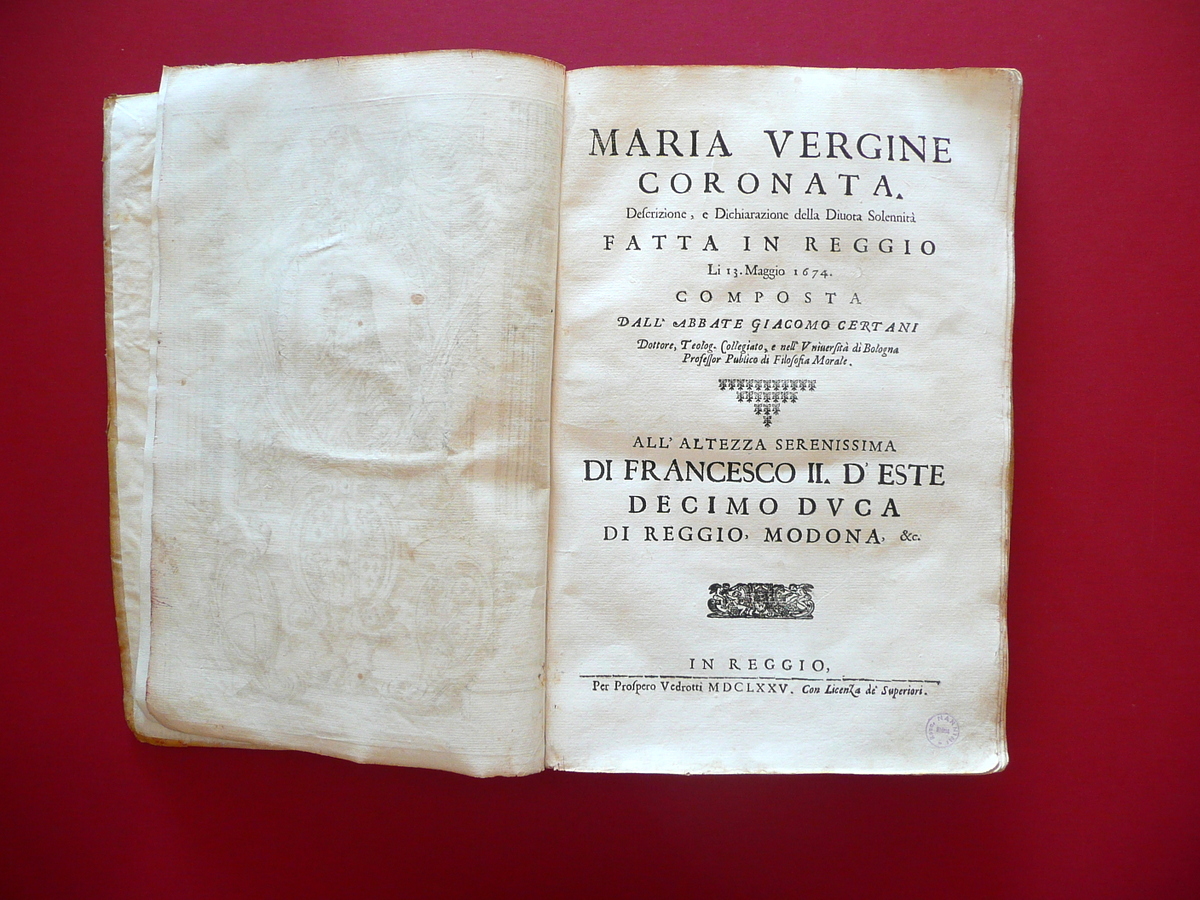 MARIA VERGINE
CORONATA.
Deſcrizione, e Dichiarazione della Diuota Solennità
FATTA IN REGGIO
Li 13. Maggio 1674.
COMPOSTA
DALL' ABBATE GIACOMO CERTANI
Dottore, Teolog. Collegiato, e nell' Vniuerſità di Bologna
Profeſſor Publico di Filoſofia Morale.
ALL' ALTEZZA SERENISSIMA
DI FRANCESCO II. D' ESTE
DECIMO DVCA
DI REGGIO, MODONA, &c.
IN REGGIO,
Per Proſpero Vedrotti MDCLXXV. Con Licenza de' Superiori.